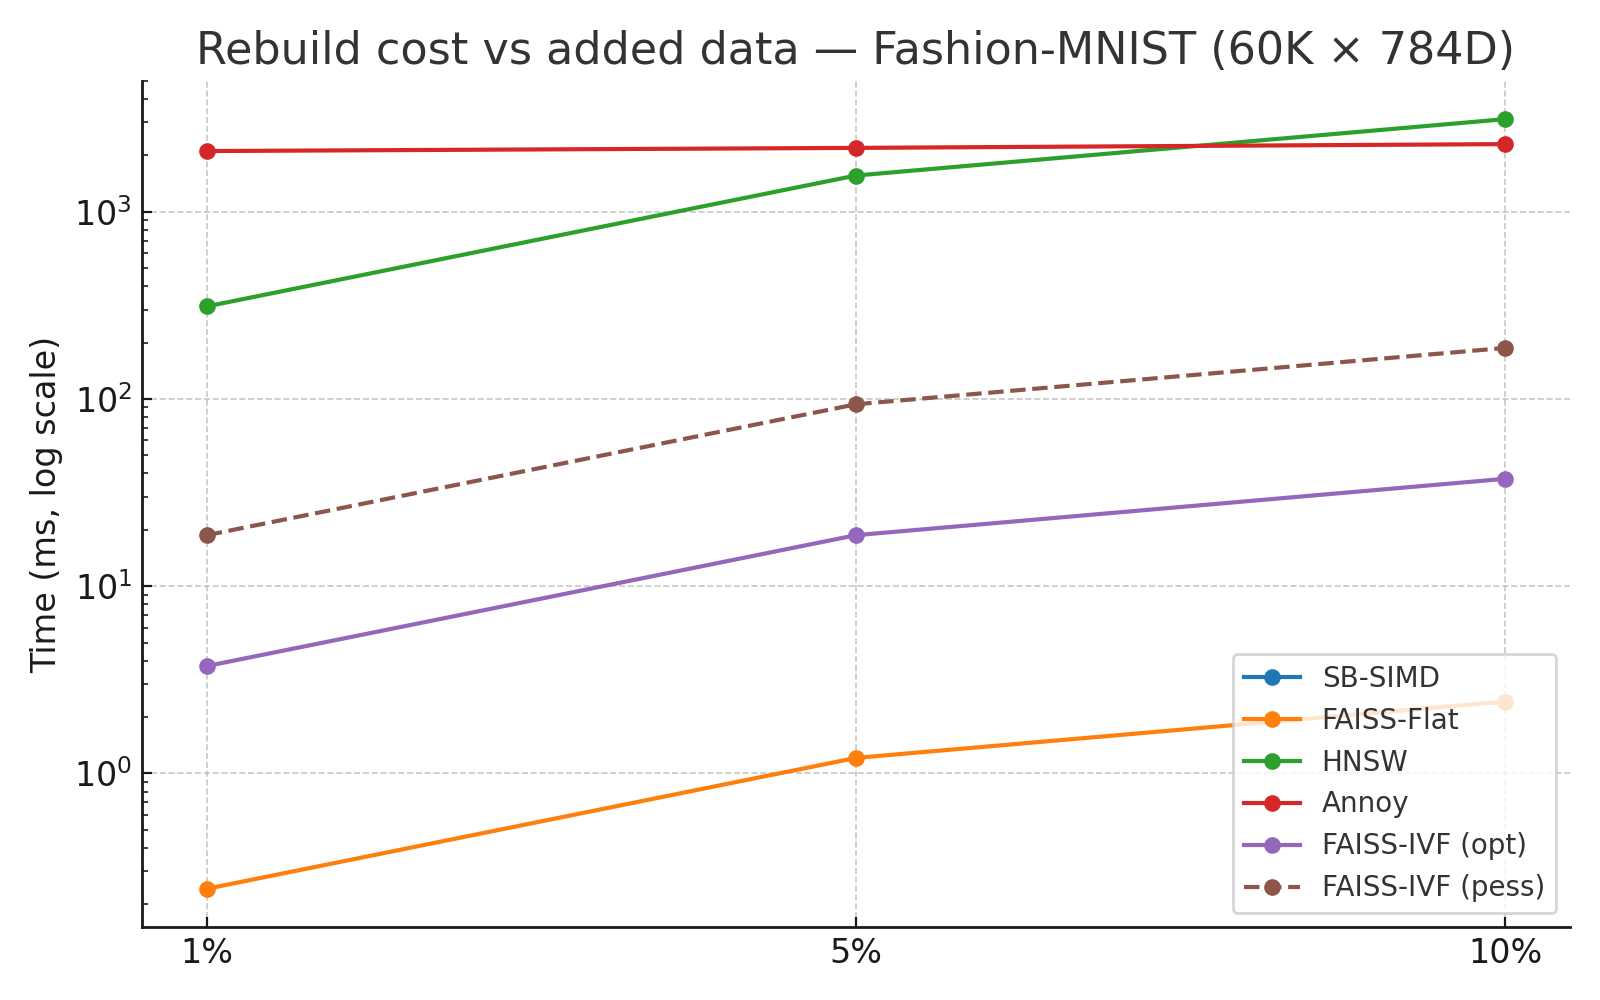 Rebuild cost vs added data — Fashion-MNIST (60K × 784D)
Time (ms, log scale)
10³
10²
10¹
10⁰
SB-SIMD
FAISS-Flat
HNSW
Annoy
FAISS-IVF (opt)
FAISS-IVF (pess)
1% 5% 10%